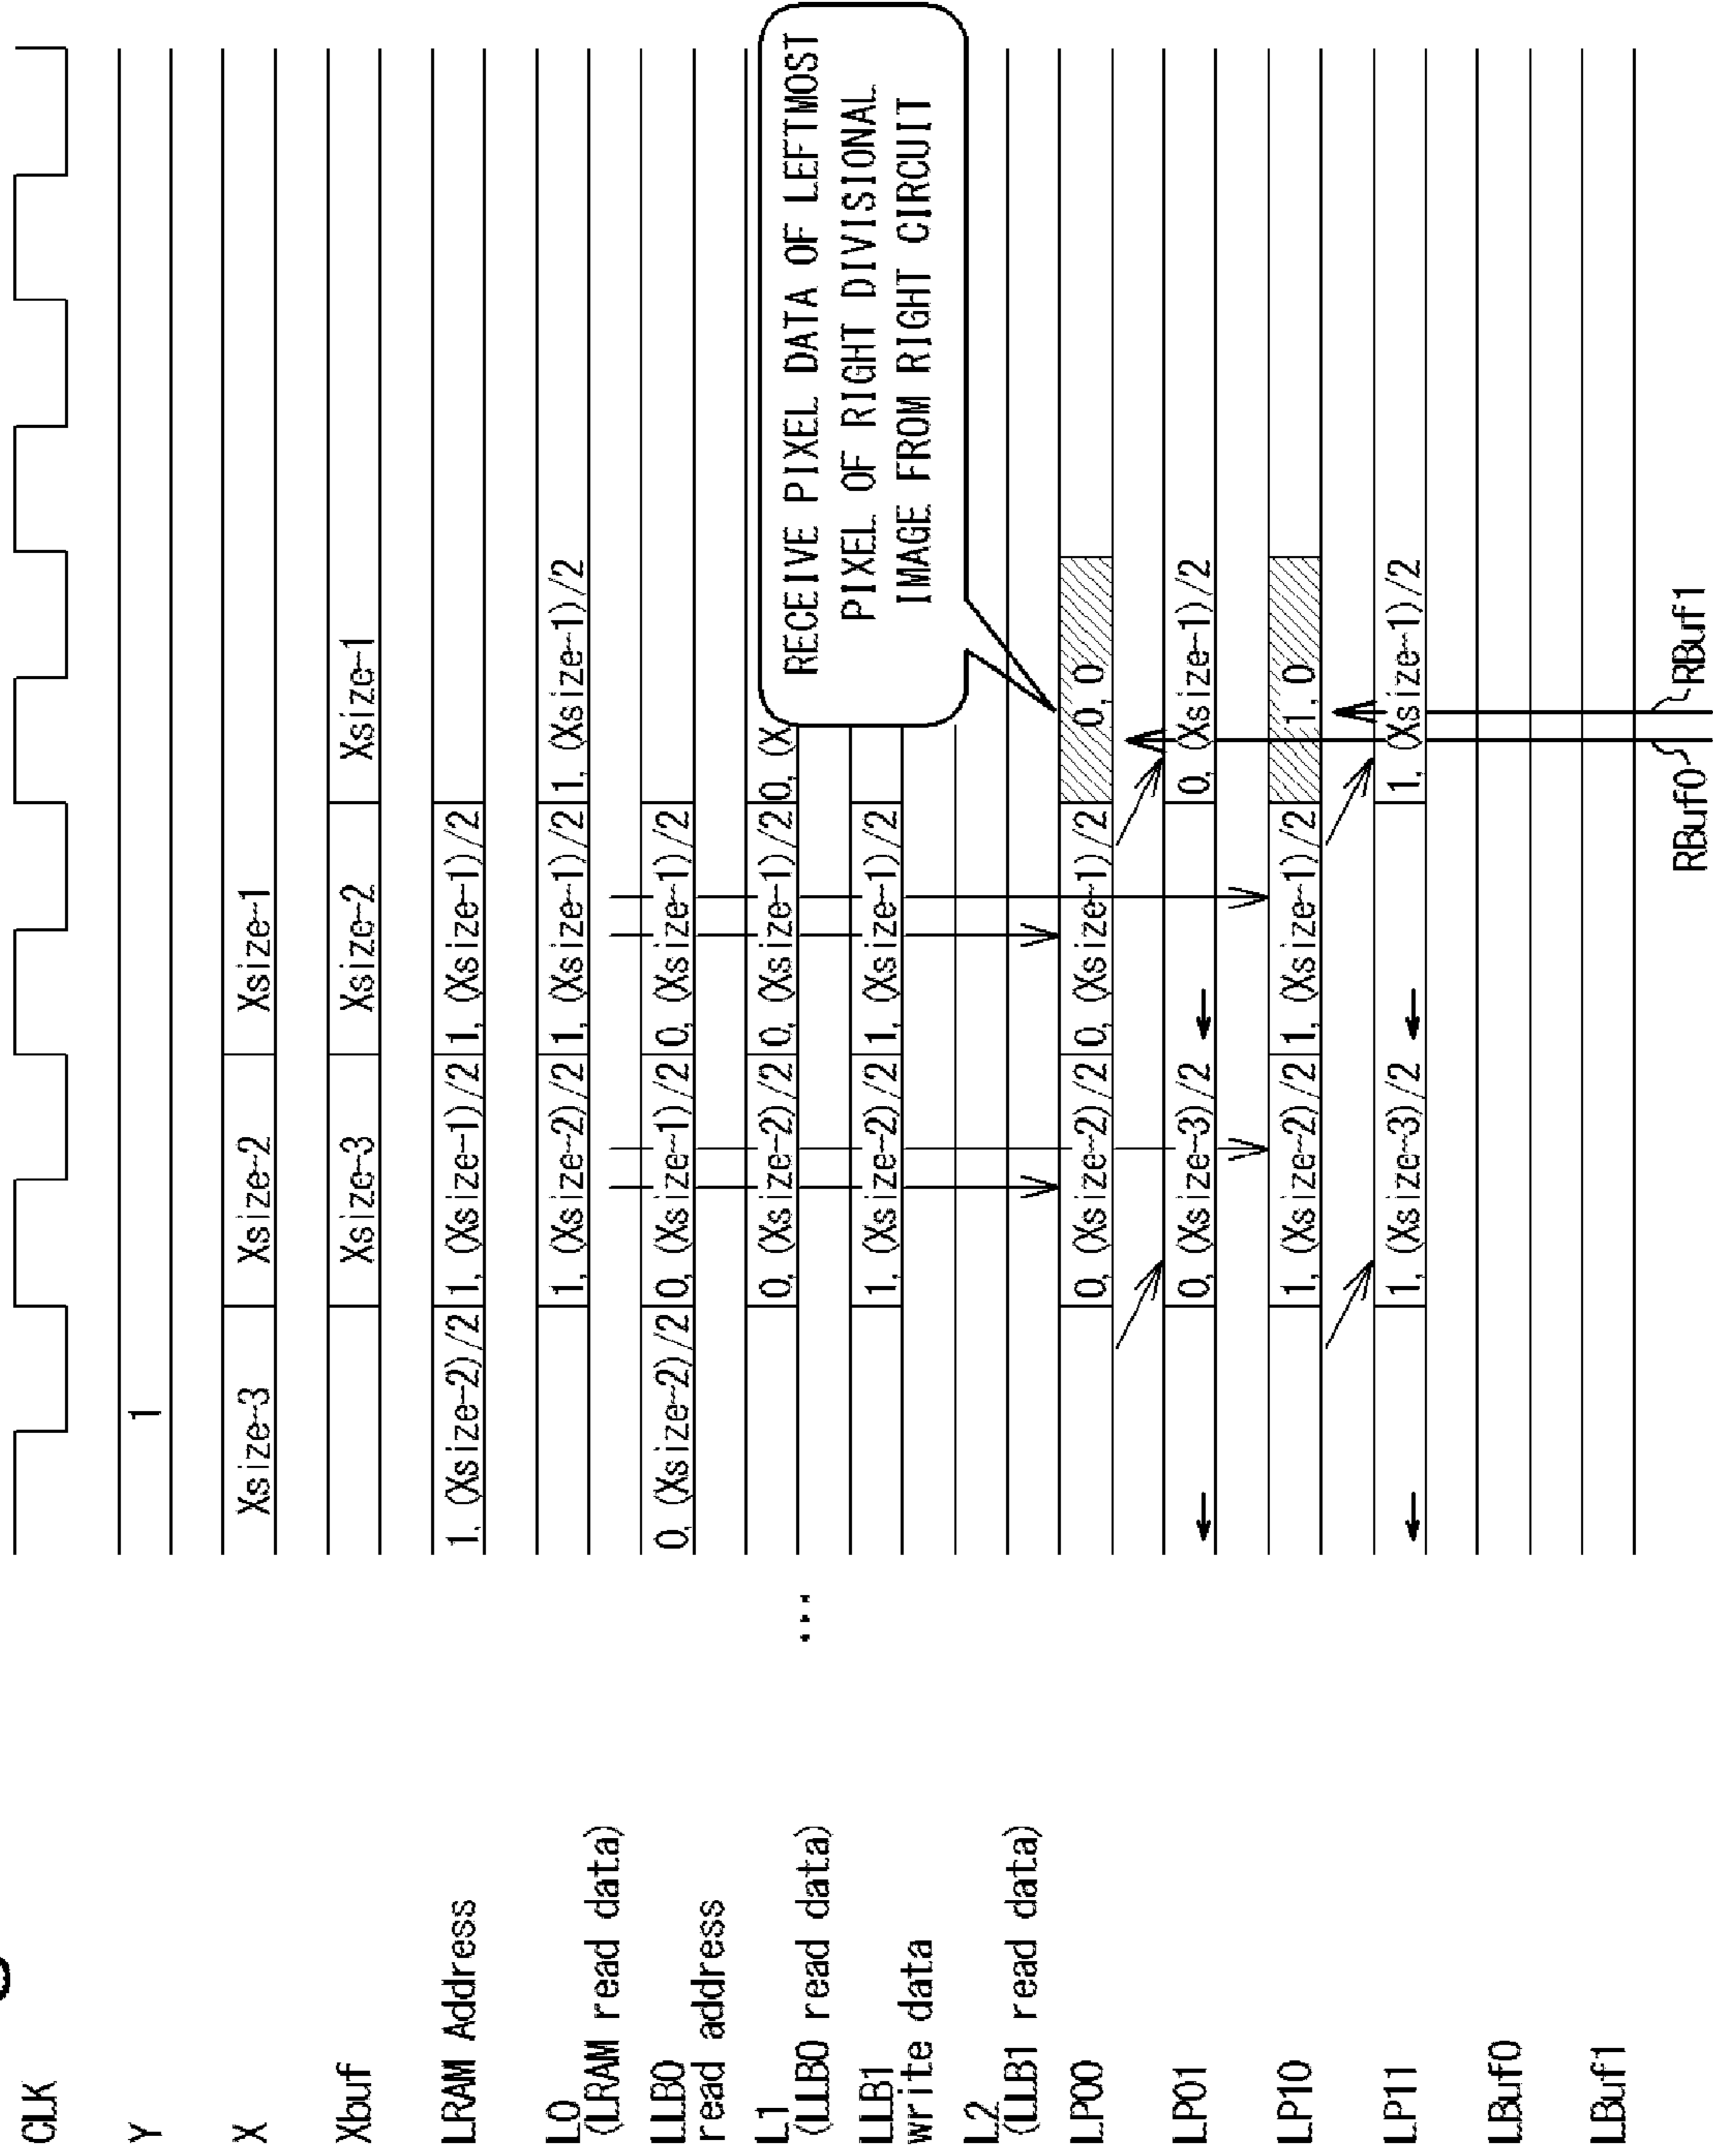 CLK
Y
1
X
Xsize-3 Xsize-2 Xsize-1
Xbuf
Xsize-3 Xsize-2 Xsize-1
LRAM Address
1, (Xsize-2)/2 1, (Xsize-1)/2 1, (Xsize-1)/2
L0
(LRAM read data)
1, (Xsize-2)/2 1, (Xsize-1)/2 1, (Xsize-1)/2
LLB0
read address
0, (Xsize-2)/2 0, (Xsize-1)/2 0, (Xsize-1)/2
L1
(LLB0 read data)
...
0, (Xsize-2)/2 0, (Xsize-1)/2 0, (X
LLB1
write data
1, (Xsize-2)/2 1, (Xsize-1)/2
L2
(LLB1 read data)
RECEIVE PIXEL DATA OF LEFTMOST
PIXEL OF RIGHT DIVISIONAL
IMAGE FROM RIGHT CIRCUIT
LP00
0, (Xsize-2)/2 0, (Xsize-1)/2 0, 0
LP01
0, (Xsize-3)/2 0, (Xsize-1)/2
LP10
1, (Xsize-2)/2 1, (Xsize-1)/2 1, 0
LP11
1, (Xsize-3)/2 1, (Xsize-1)/2
LBuf0
LBuf1
RBuf0 RBuf1